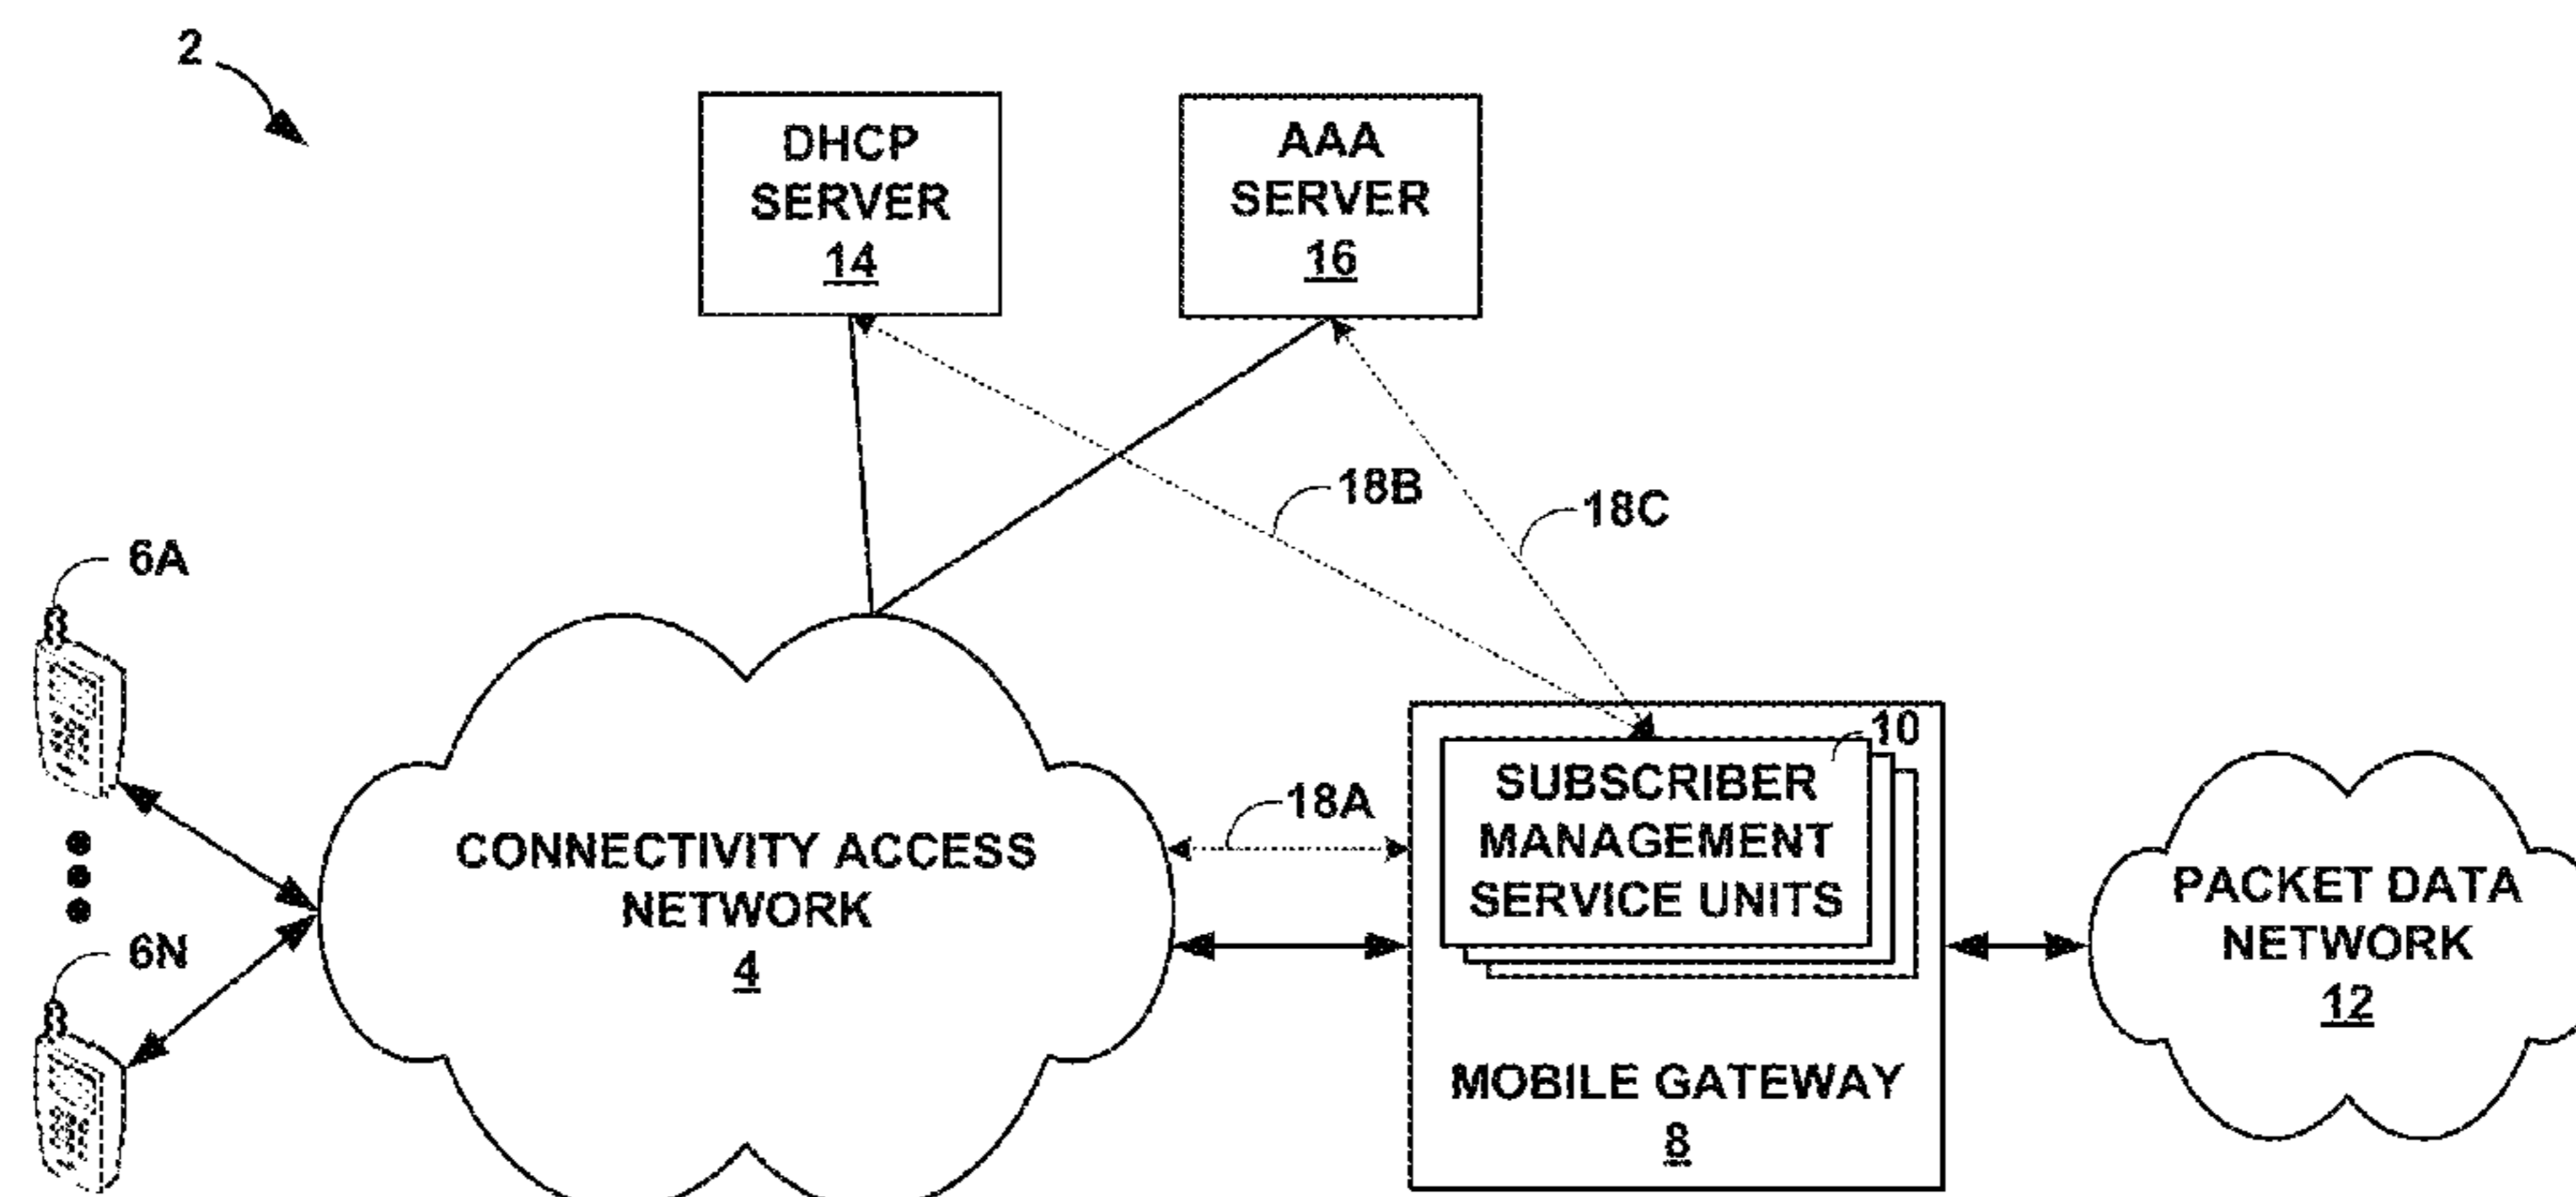 2
DHCP
SERVER
14
AAA
SERVER
16
18B
18C
6A
10
SUBSCRIBER
MANAGEMENT
SERVICE UNITS
18A
CONNECTIVITY ACCESS
NETWORK
4
6N
PACKET DATA
NETWORK
12
MOBILE GATEWAY
8